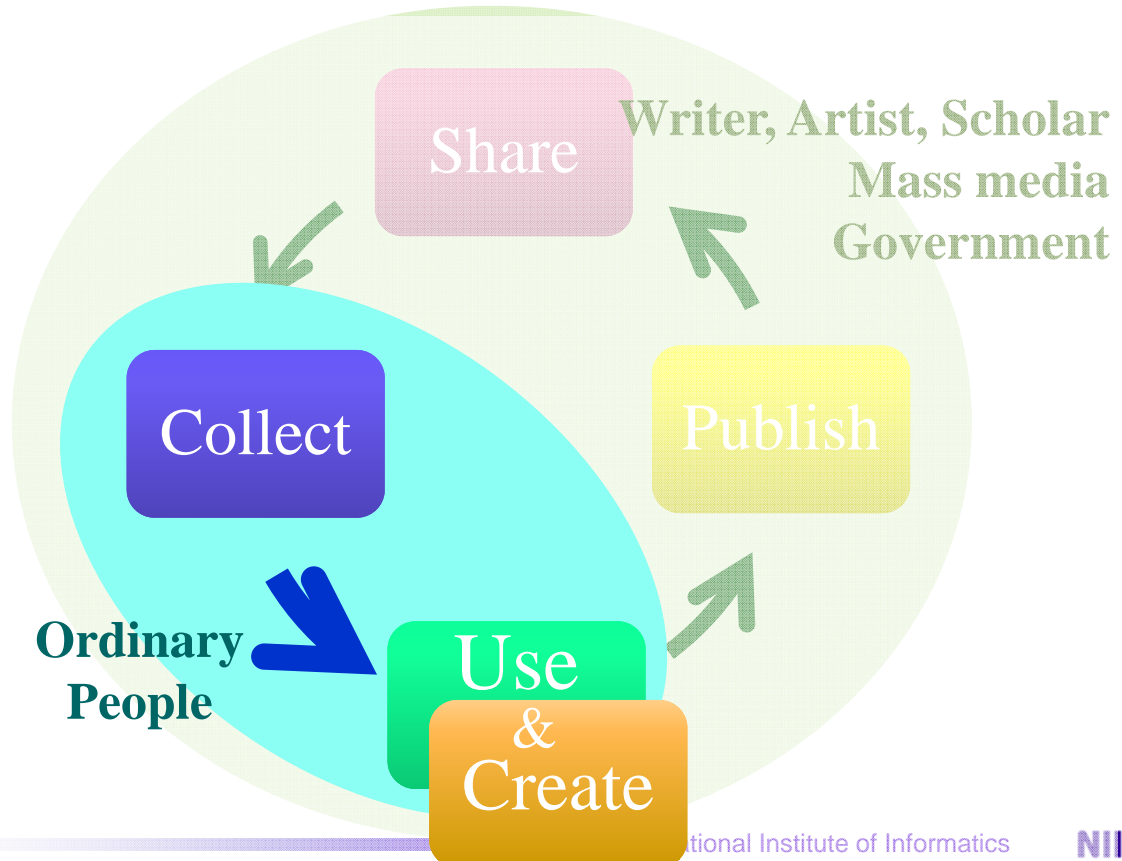 Share
Writer, Artist, Scholar
Mass media
Government
Collect
Publish
Ordinary
People
Use
&
Create
tional Institute of Informatics
NII